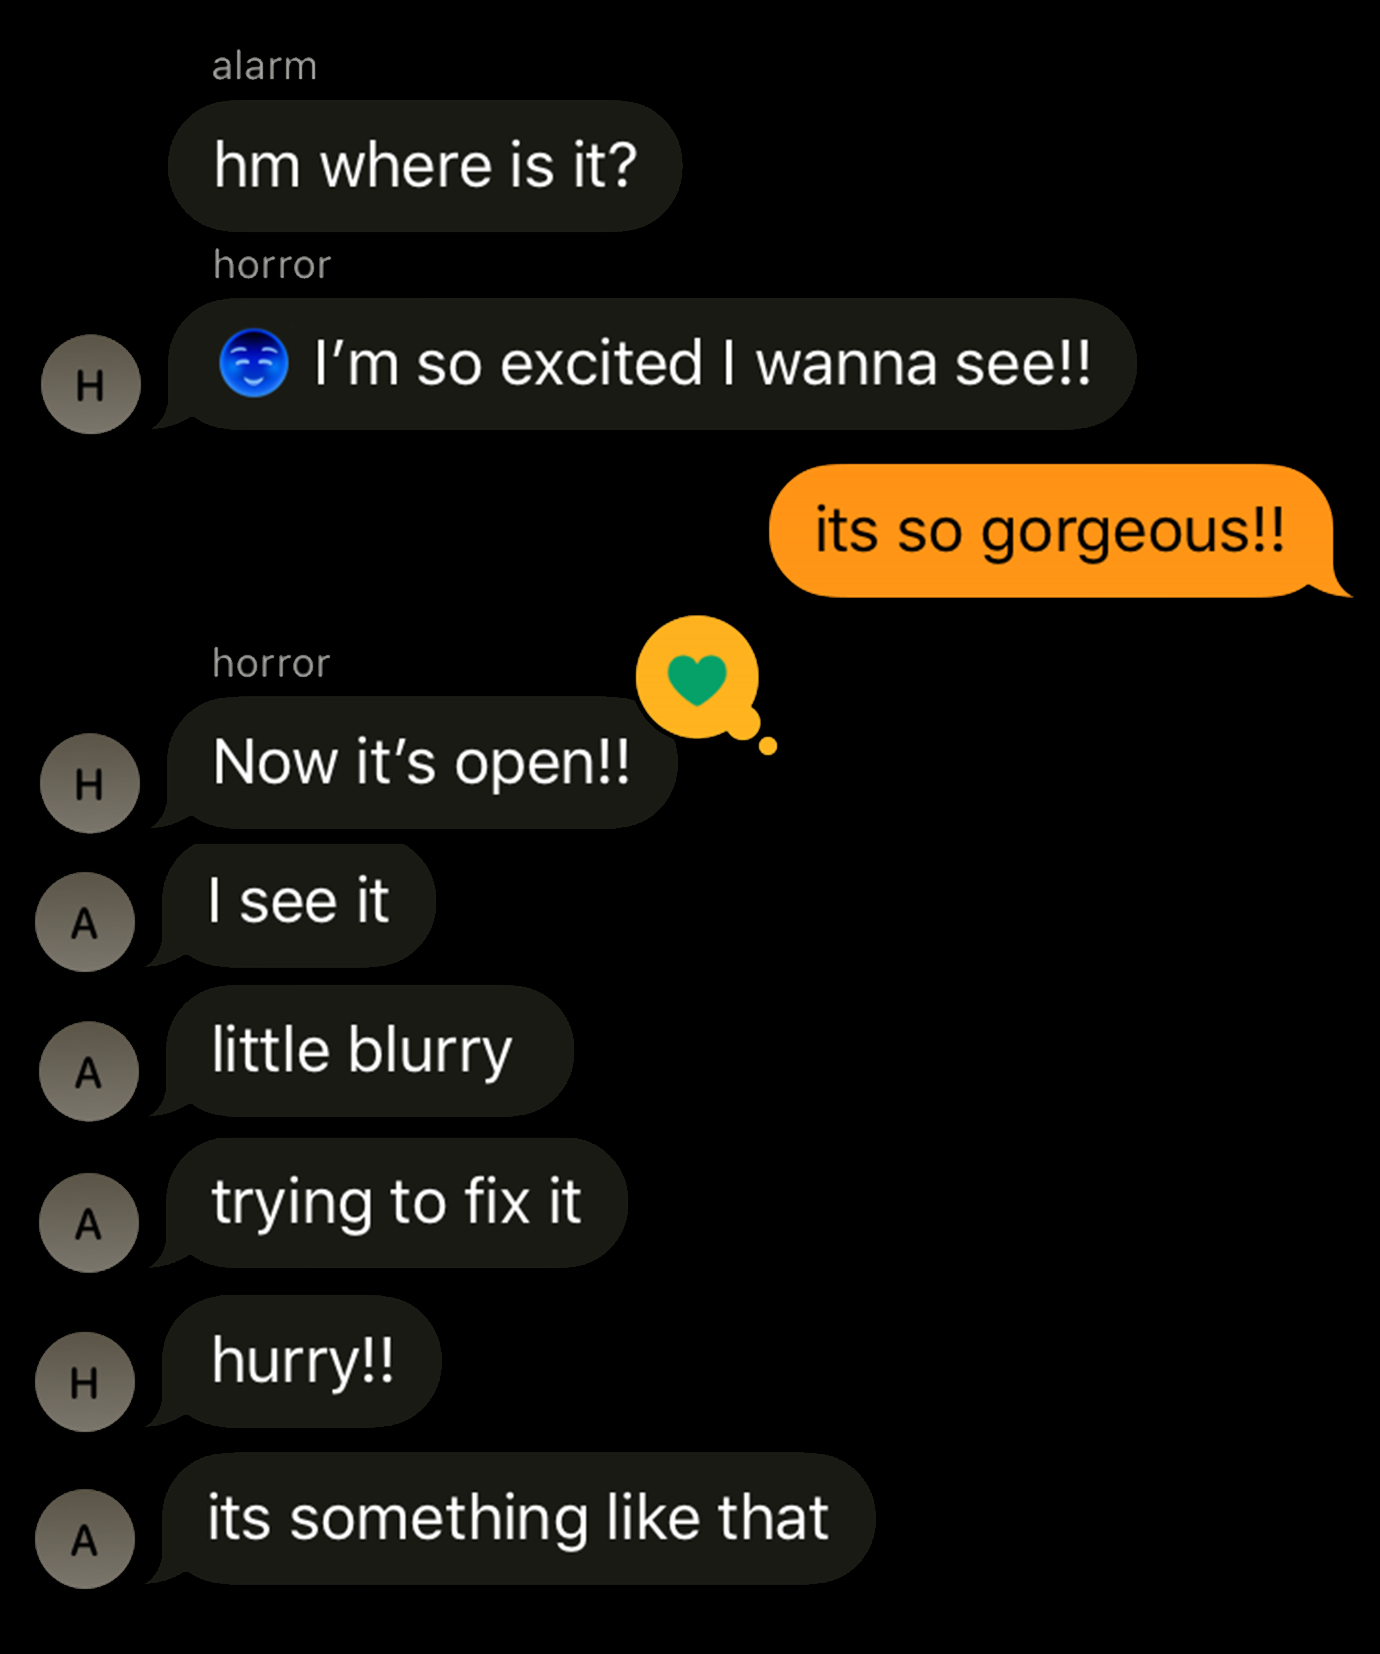 alarm
hm where is it?
horror
I’m so excited I wanna see!!
H
its so gorgeous!!
horror
Now it’s open!!
H
I see it
A
little blurry
A
trying to fix it
A
hurry!!
H
its something like that
A